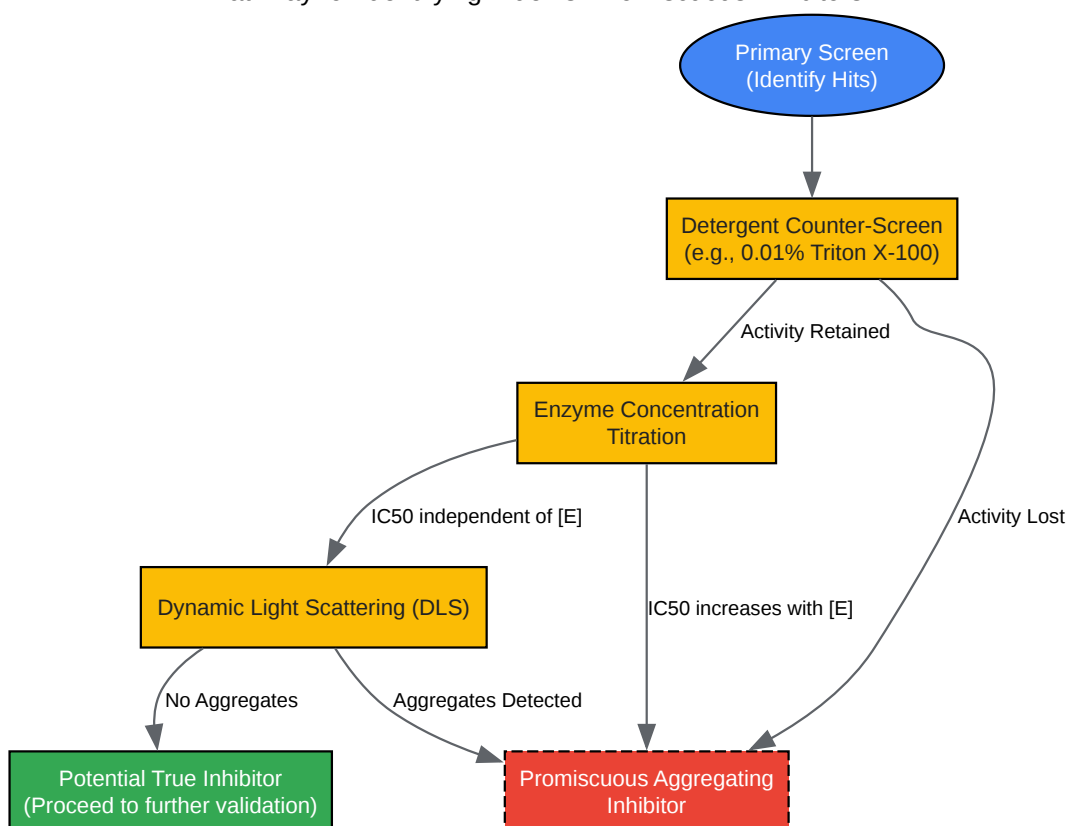 Primary Screen
(Identify Hits)
Detergent Counter-Screen
(e.g., 0.01% Triton X-100)
Activity Retained
Enzyme Concentration
Titration
IC50 independent of [E]
Activity Lost
Dynamic Light Scattering (DLS)
IC50 increases with [E]
No Aggregates
Aggregates Detected
Potential True Inhibitor
(Proceed to further validation)
Promiscuous Aggregating
Inhibitor